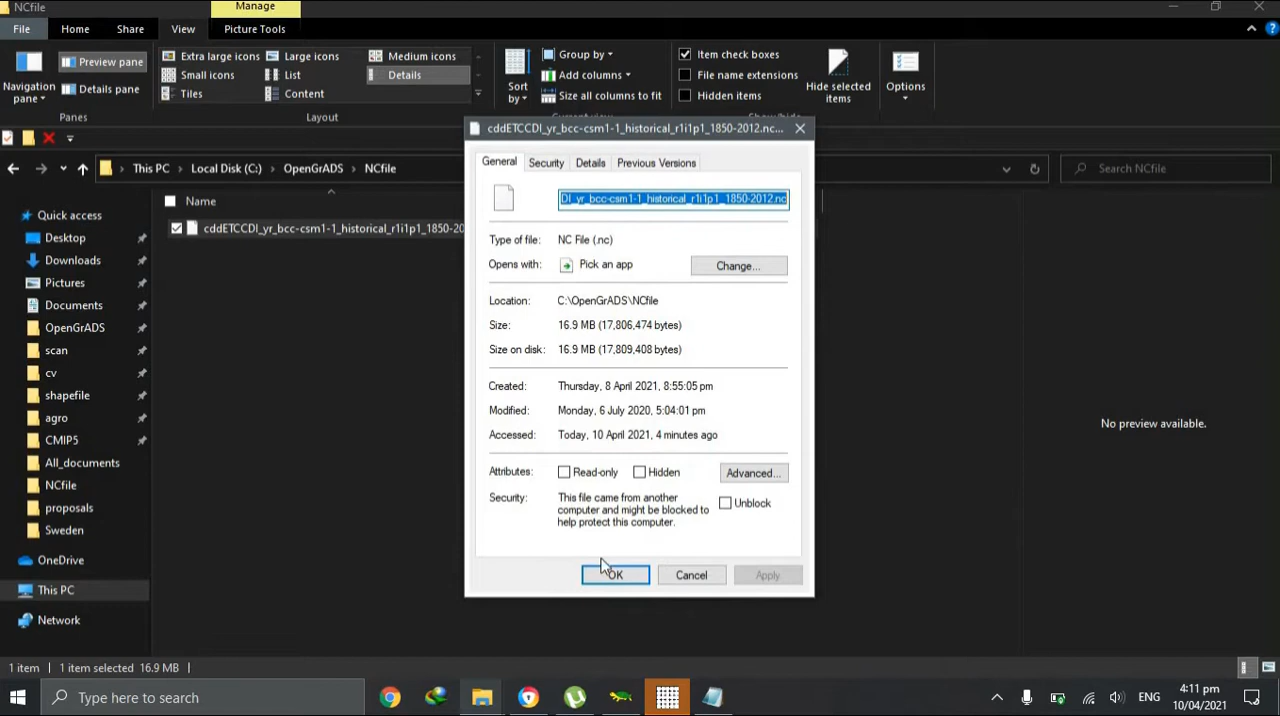 NCfile
Manage
File
Home
Share
View
Picture Tools
Navigation pane
Preview pane
Details pane
Panes
Extra large icons
Large icons
Medium icons
Small icons
List
Details
Tiles
Content
Layout
Sort by
Group by
Add columns
Size all columns to fit
Item check boxes
File name extensions
Hidden items
Hide selected items
Options
This PC > Local Disk (C:) > OpenGrADS > NCfile
Search NCfile
Quick access
Desktop
Downloads
Pictures
Documents
OpenGrADS
scan
cv
shapefile
agro
CMIP5
All_documents
NCfile
proposals
Sweden
OneDrive
This PC
Network
Name
cddETCCDI_yr_bcc-csm1-1_historical_r1i1p1_1850-20
cddETCCDI_yr_bcc-csm1-1_historical_r1i1p1_1850-2012.nc...
General
Security
Details
Previous Versions
DI_yr_bcc-csm1-1_historical_r1i1p1_1850-2012.nc
Type of file: NC File (.nc)
Opens with: Pick an app
Change...
Location: C:\OpenGrADS\NCfile
Size: 16.9 MB (17,806,474 bytes)
Size on disk: 16.9 MB (17,809,408 bytes)
Created: Thursday, 8 April 2021, 8:55:05 pm
Modified: Monday, 6 July 2020, 5:04:01 pm
Accessed: Today, 10 April 2021, 4 minutes ago
Attributes: Read-only Hidden
Advanced...
Security: This file came from another
computer and might be blocked to
help protect this computer.
Unblock
OK
Cancel
Apply
No preview available.
1 item
1 item selected 16.9 MB
Type here to search
ENG
4:11 pm
10/04/2021